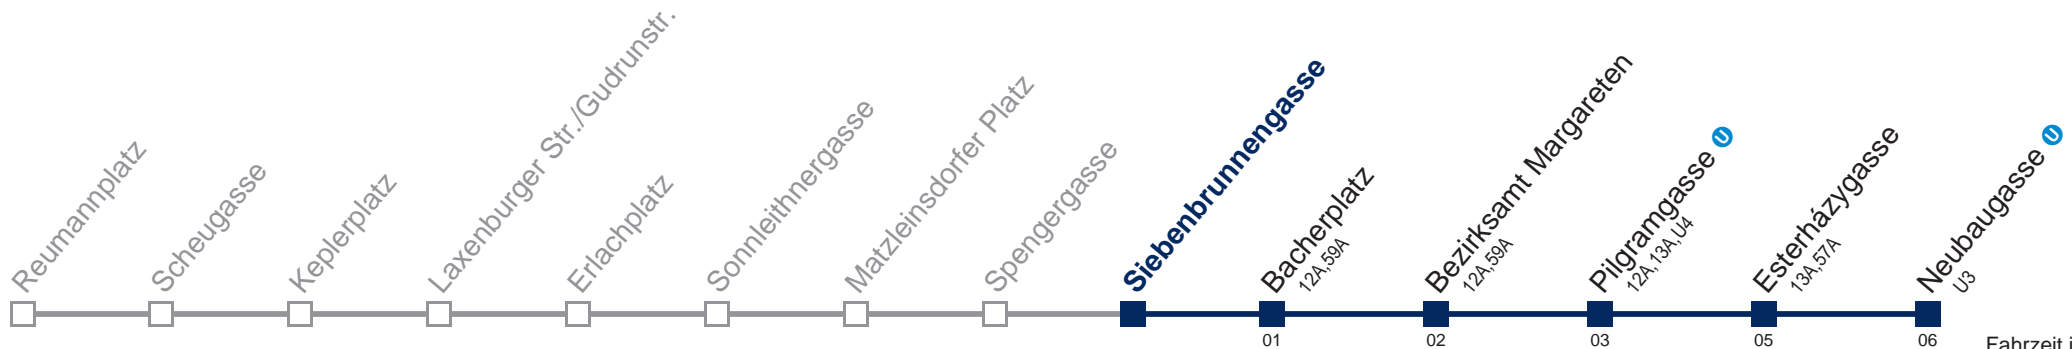 Reumannplatz
Scheugasse
Keplerplatz
Laxenburger Str./Gudrunstr.
Erlachplatz
Sonnleithnergasse
Matzleinsdorfer Platz
Spengergasse
Siebenbrunnengasse
Bacherplatz
12A,59A
Bezirksamt Margareten
12A,59A
Pilgramgasse U
12A,13A,U4
Esterházygasse
13A,57A
Neubaugasse U
U3
01
02
03
05
06
Fahrzeit i